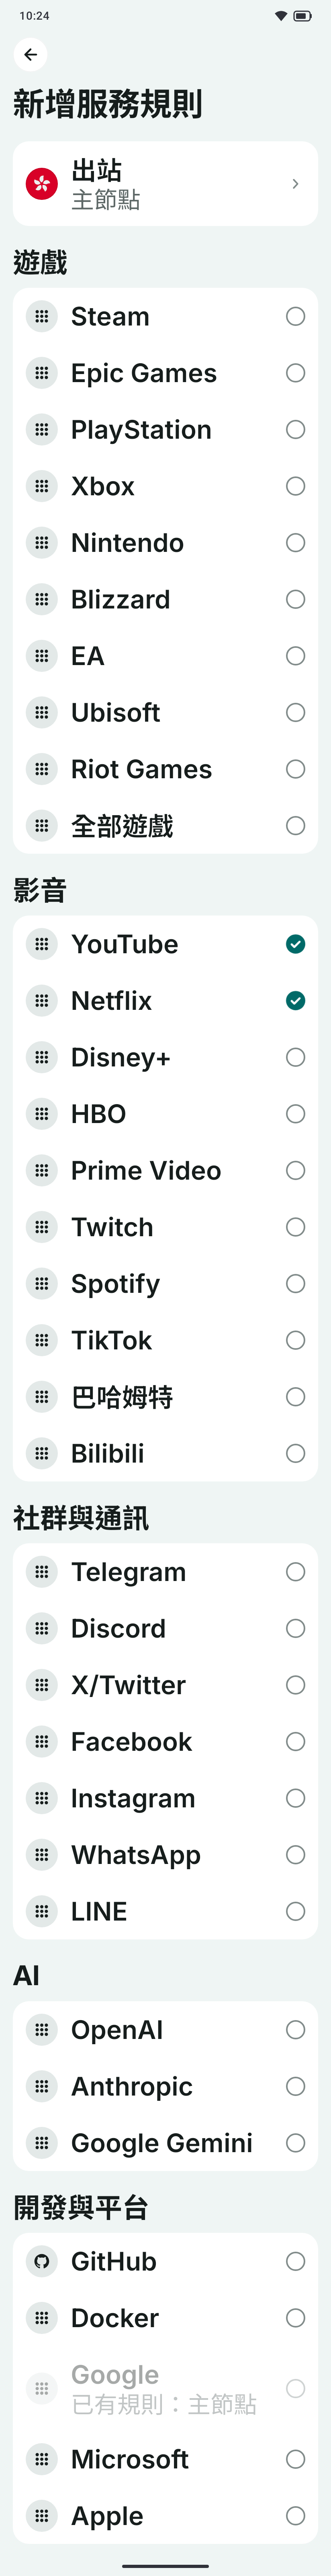 10:24
新增服務規則
出站
主節點
遊戲
Steam
Epic Games
PlayStation
Xbox
Nintendo
Blizzard
EA
Ubisoft
Riot Games
全部遊戲
影音
YouTube
Netflix
Disney+
HBO
Prime Video
Twitch
Spotify
TikTok
巴哈姆特
Bilibili
社群與通訊
Telegram
Discord
X/Twitter
Facebook
Instagram
WhatsApp
LINE
AI
OpenAI
Anthropic
Google Gemini
開發與平台
GitHub
Docker
Google
已有規則：主節點
Microsoft
Apple